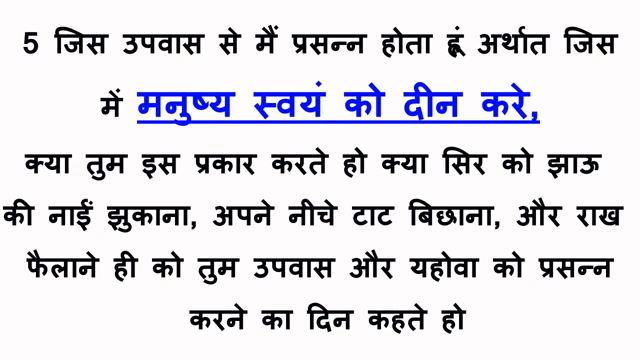 5 जिस उपवास से मैं प्रसन्न होता हूं अर्थात जिस
में मनुष्य स्वयं को दीन करे,
क्या तुम इस प्रकार करते हो क्या सिर को झाऊ
की नाईं झुकाना, अपने नीचे टाट बिछाना, और राख
फैलाने ही को तुम उपवास और यहोवा को प्रसन्न
करने का दिन कहते हो